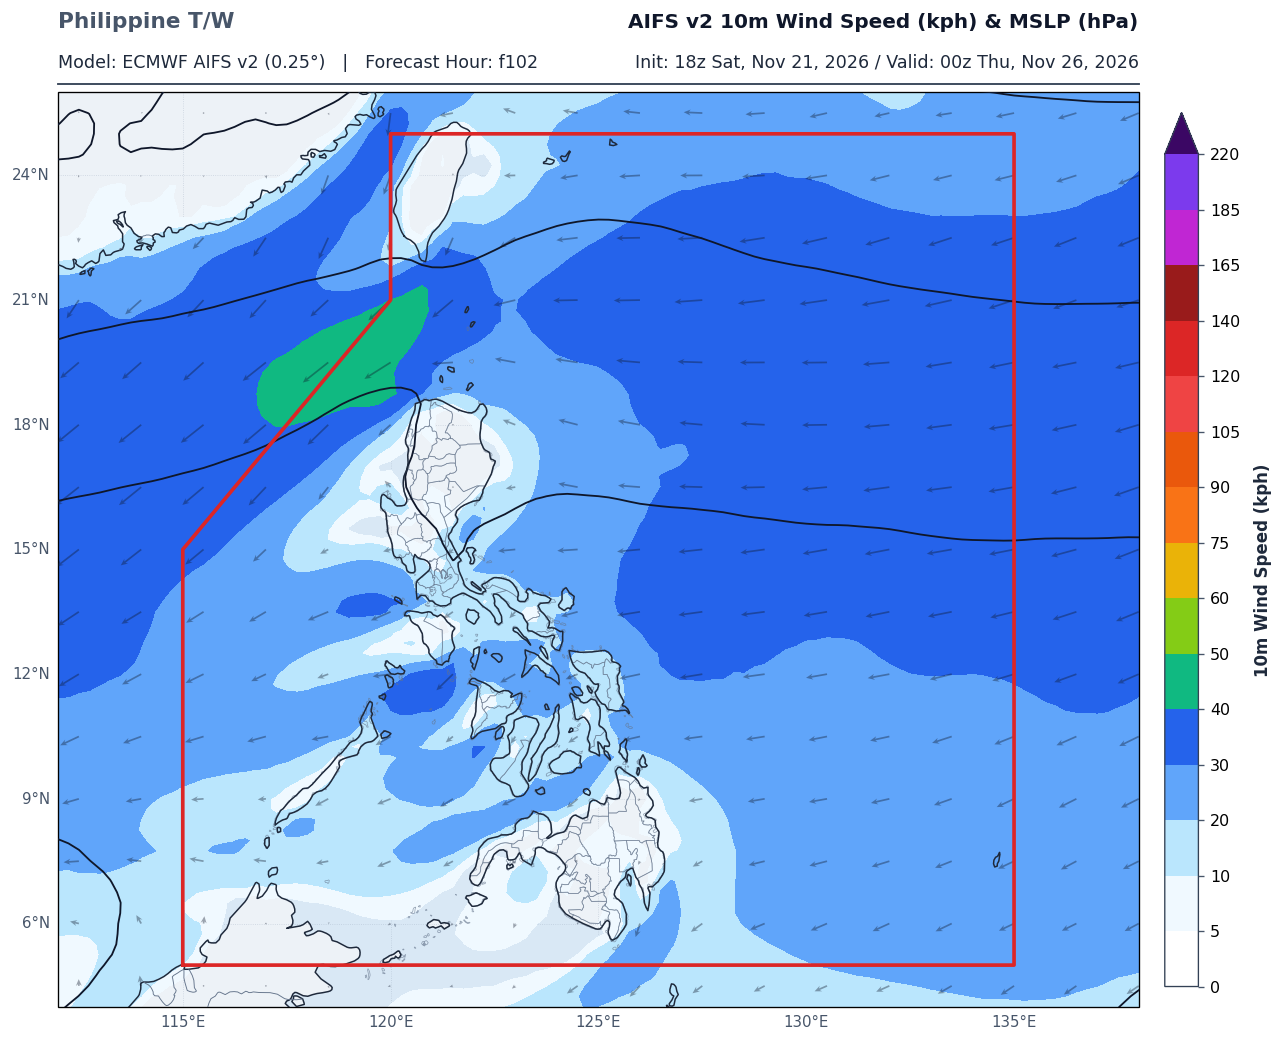 Philippine T/W
AIFS v2 10m Wind Speed (kph) & MSLP (hPa)
Model: ECMWF AIFS v2 (0.25°) | Forecast Hour: f102
Init: 18z Sat, Nov 21, 2026 / Valid: 00z Thu, Nov 26, 2026
24°N
21°N
18°N
15°N
12°N
9°N
6°N
115°E
120°E
125°E
130°E
135°E
220
185
165
140
120
105
90
75
60
50
40
30
20
10
5
0
10m Wind Speed (kph)